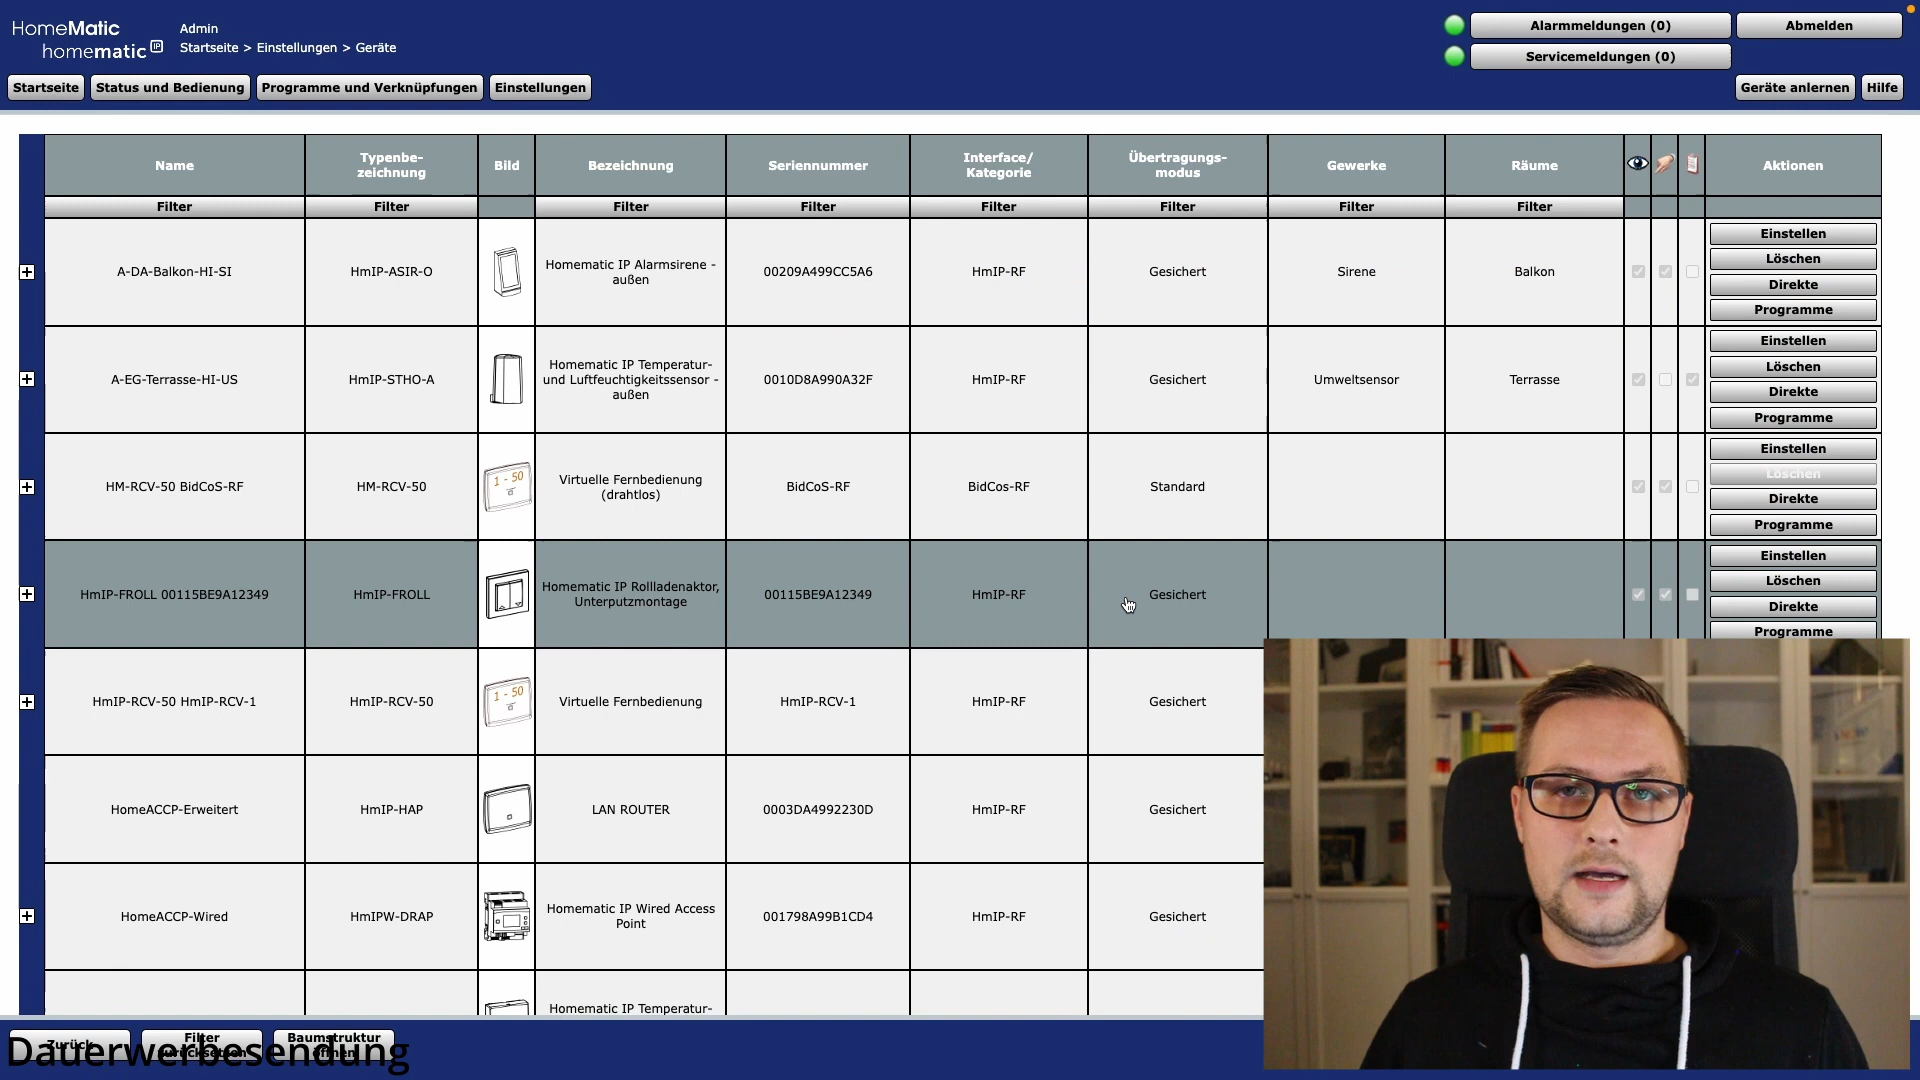 HomeMatic
homematic IP
Admin
Startseite > Einstellungen > Geräte
Alarmmeldungen (0)
Abmelden
Servicemeldungen (0)
Startseite
Status und Bedienung
Programme und Verknüpfungen
Einstellungen
Geräte anlernen
Hilfe
Name
Typenbe-
zeichnung
Bild
Bezeichnung
Seriennummer
Interface/
Kategorie
Übertragungs-
modus
Gewerke
Räume
Aktionen
Filter
Filter
Filter
Filter
Filter
Filter
Filter
Filter
A-DA-Balkon-HI-SI
HmIP-ASIR-O
Homematic IP Alarmsirene -
außen
00209A499CC5A6
HmIP-RF
Gesichert
Sirene
Balkon
Einstellen
Löschen
Direkte
Programme
A-EG-Terrasse-HI-US
HmIP-STHO-A
Homematic IP Temperatur-
und Luftfeuchtigkeitssensor -
außen
0010D8A990A32F
HmIP-RF
Gesichert
Umweltsensor
Terrasse
Einstellen
Löschen
Direkte
Programme
HM-RCV-50 BidCoS-RF
HM-RCV-50
1 - 50
Virtuelle Fernbedienung
(drahtlos)
BidCoS-RF
BidCos-RF
Standard
Einstellen
Löschen
Direkte
Programme
HmIP-FROLL 00115BE9A12349
HmIP-FROLL
Homematic IP Rollladenaktor,
Unterputzmontage
00115BE9A12349
HmIP-RF
Gesichert
Einstellen
Löschen
Direkte
Programme
HmIP-RCV-50 HmIP-RCV-1
HmIP-RCV-50
1 - 50
Virtuelle Fernbedienung
HmIP-RCV-1
HmIP-RF
Gesichert
HomeACCP-Erweitert
HmIP-HAP
LAN ROUTER
0003DA4992230D
HmIP-RF
Gesichert
HomeACCP-Wired
HmIPW-DRAP
Homematic IP Wired Access
Point
001798A99B1CD4
HmIP-RF
Gesichert
Homematic IP Temperatur-
Zurück
Filter
zurücksetzen
Baumstruktur
öffnen
Dauerwerbesendung